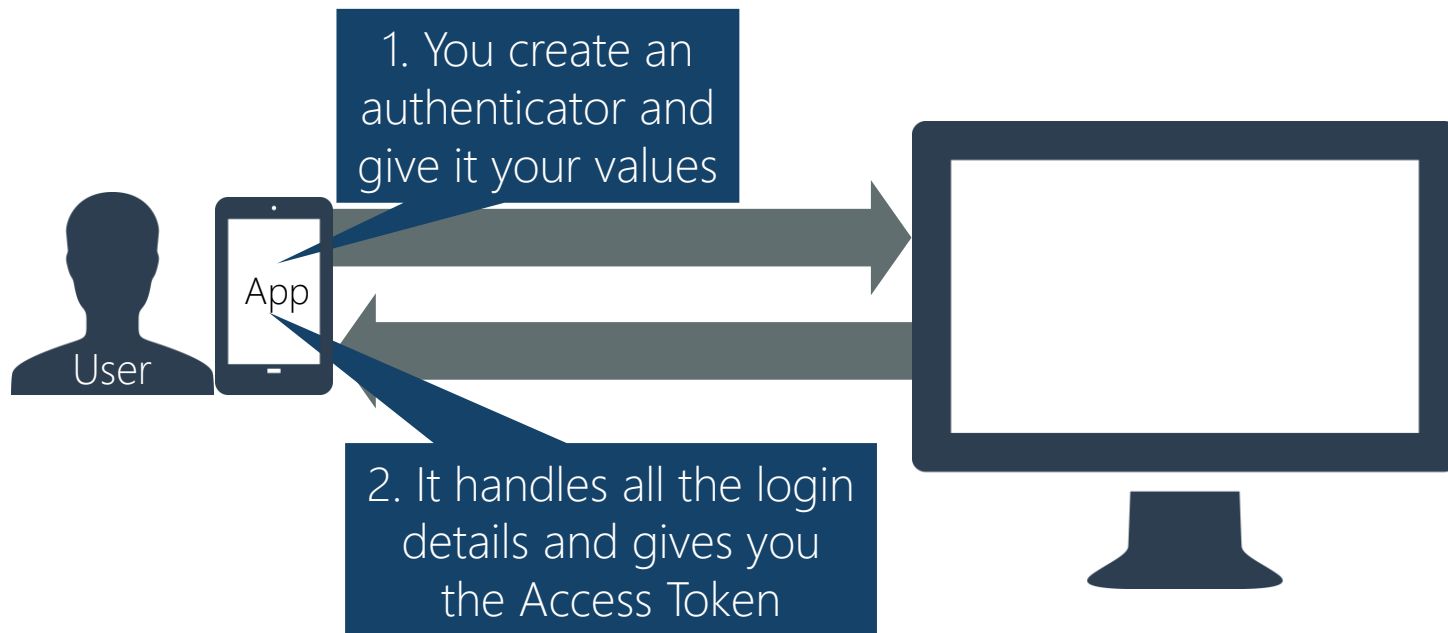 1. You create an
authenticator and
give it your values
App
User
2. It handles all the login
details and gives you
the Access Token